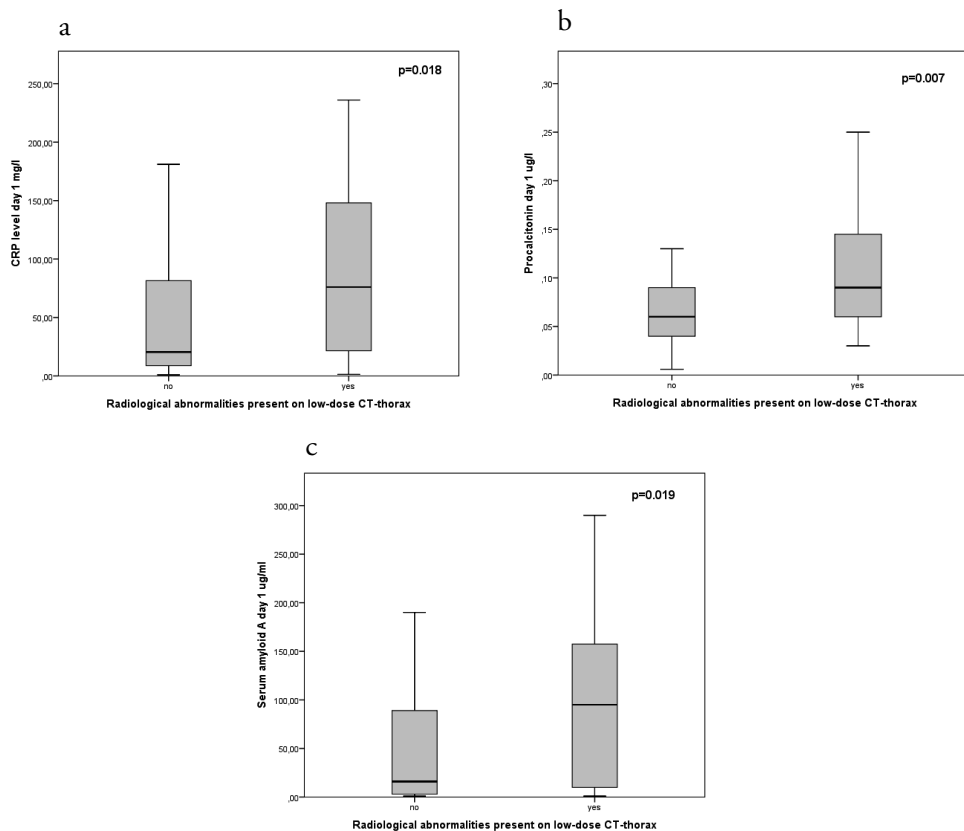 a
p=0.018
250,00
200,00
150,00
100,00
50,00
,00
CRP level day 1 mg/l
no
yes
Radiological abnormalities present on low-dose CT-thorax
b
p=0.007
,30
,25
,20
,15
,10
,05
,00
Procalcitonin day 1 ug/l
no
yes
Radiological abnormalities present on low-dose CT-thorax
c
p=0.019
300,00
250,00
200,00
150,00
100,00
50,00
,00
Serum amyloid A day 1 ug/ml
no
yes
Radiological abnormalities present on low-dose CT-thorax